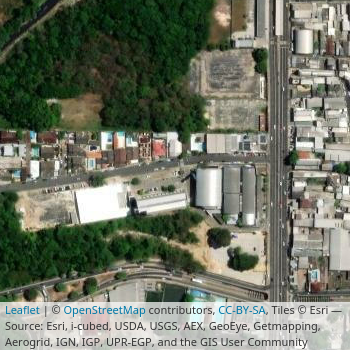 Leaflet | © OpenStreetMap contributors, CC-BY-SA, Tiles © Esri —
Source: Esri, i-cubed, USDA, USGS, AEX, GeoEye, Getmapping,
Aerogrid, IGN, IGP, UPR-EGP, and the GIS User Community